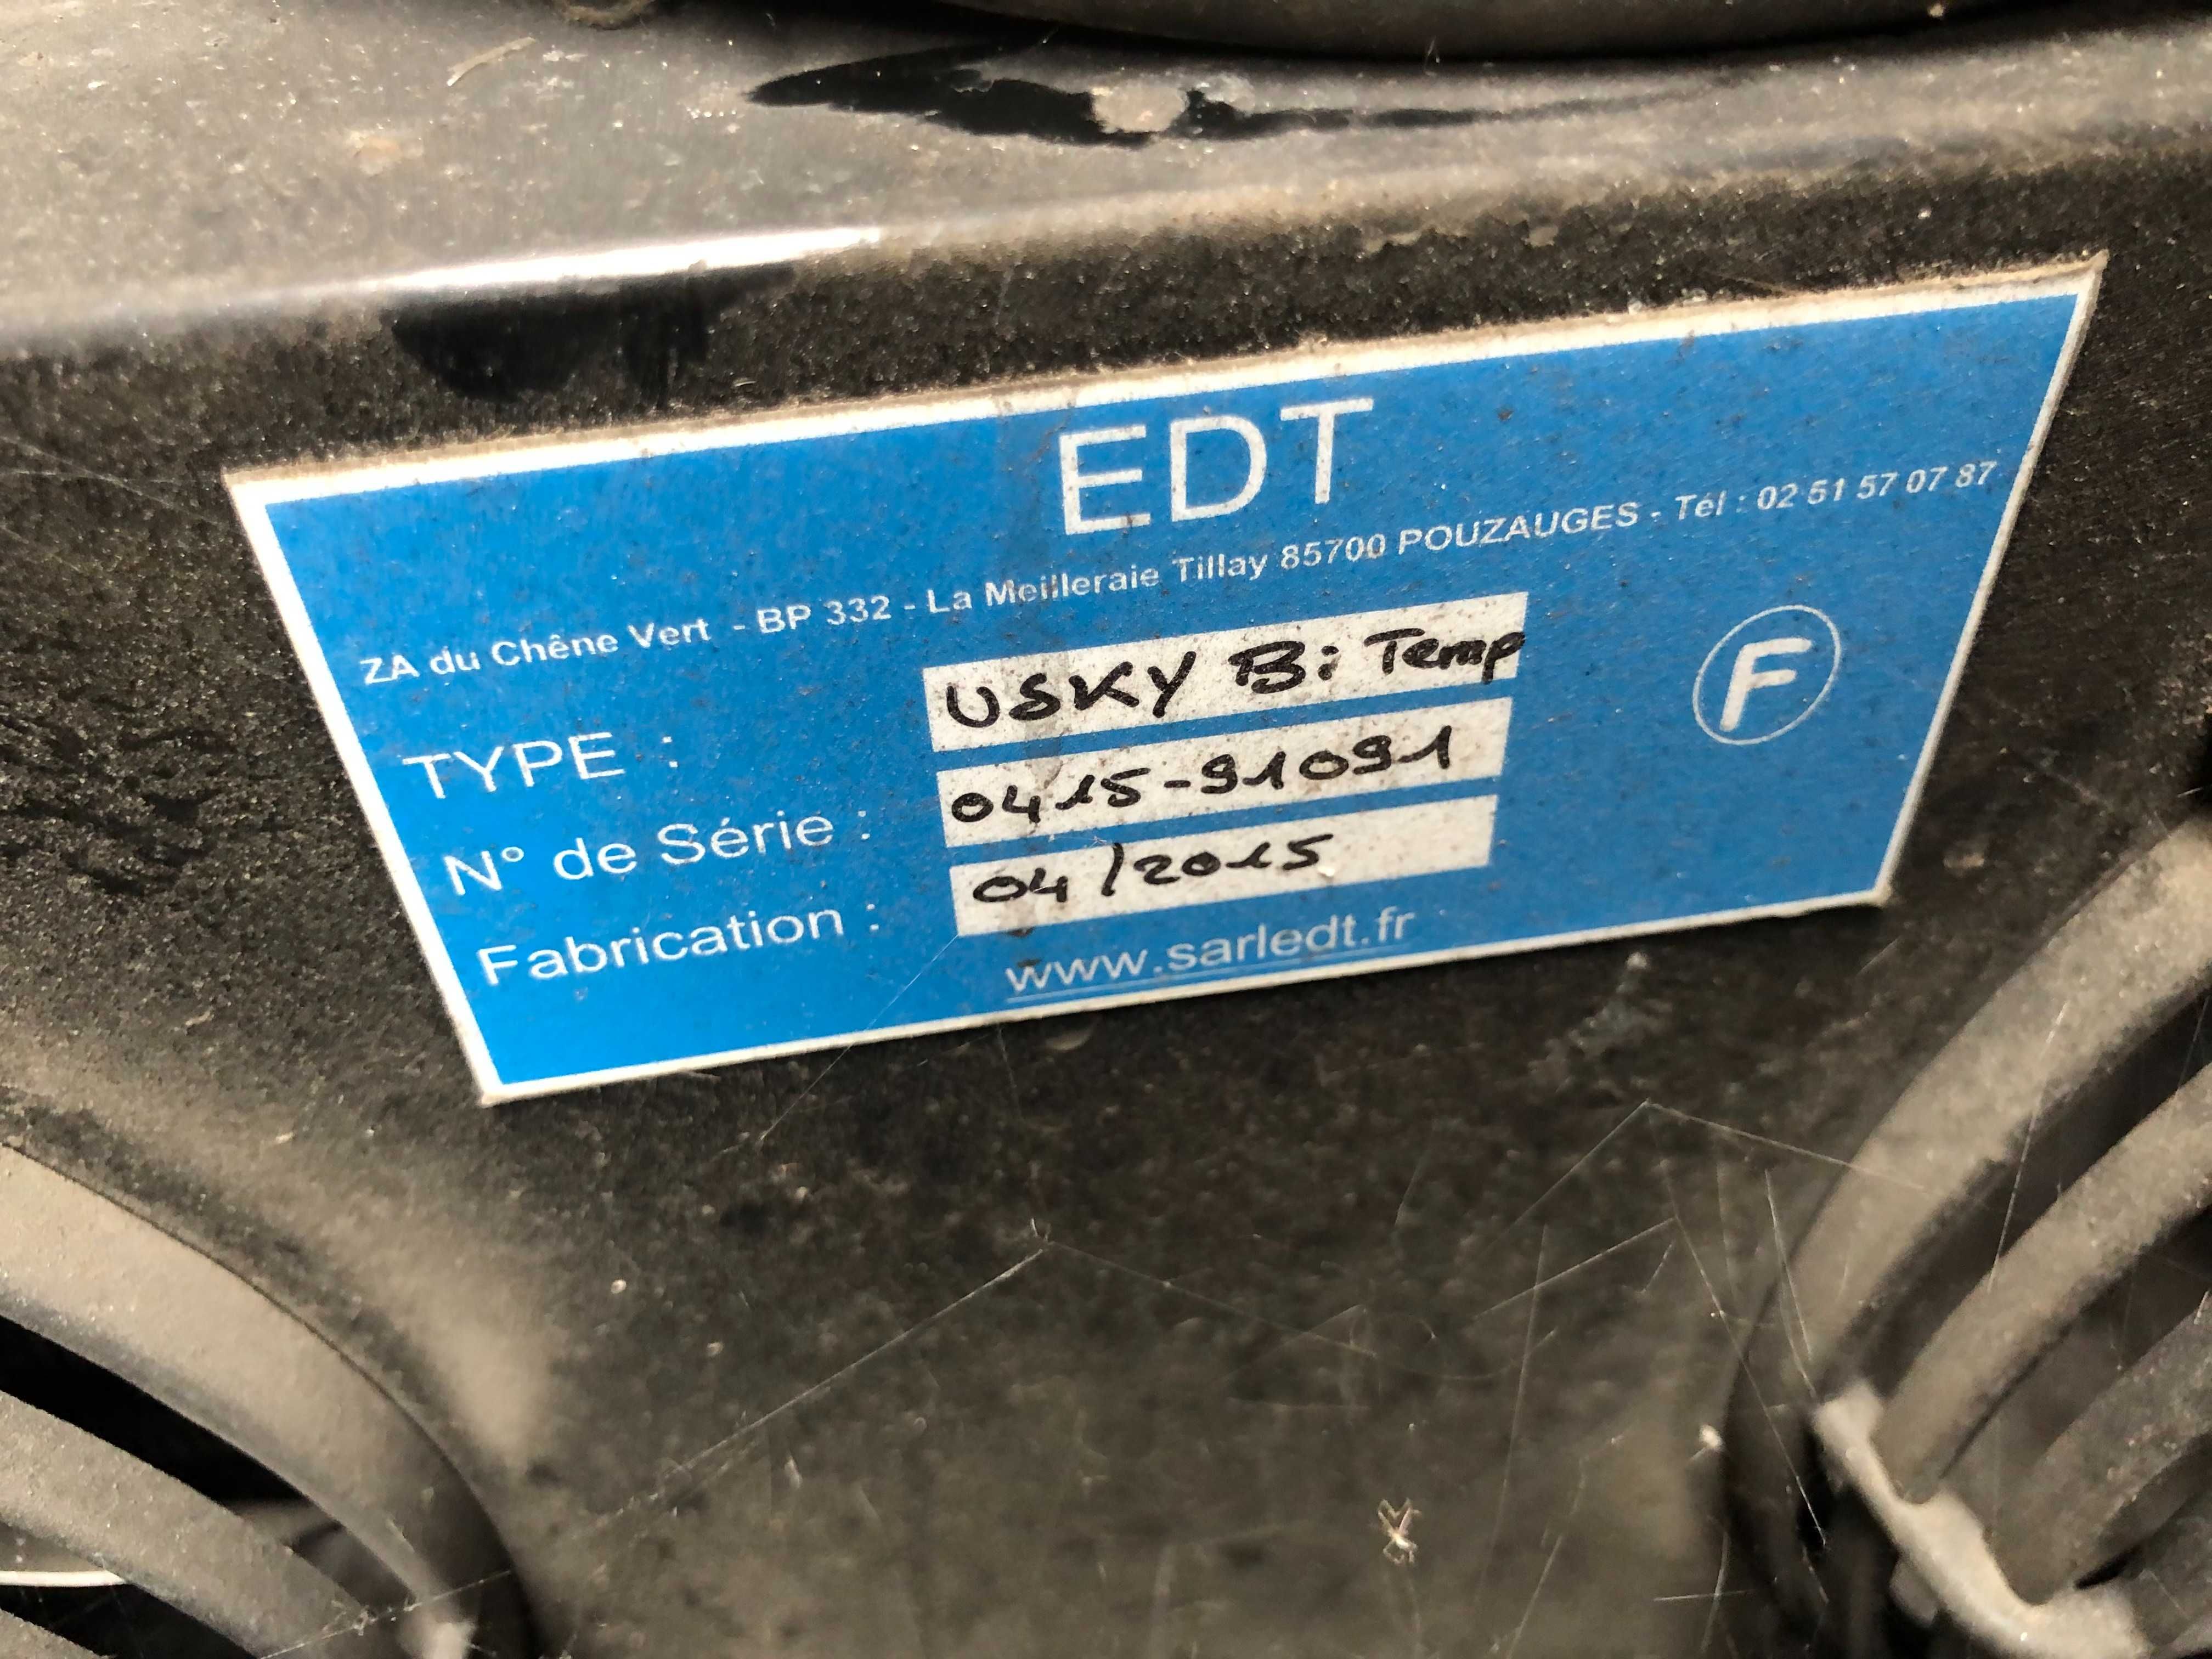 EDT
ZA du Chêne Vert - BP 332 - La Meilleraie Tillay 85700 POUZAUGES - Tél : 02 51 57 07 87
TYPE : USKY Bi Temp
N° de Série : 0415-91091
Fabrication : 04/2015
F
www.sarledt.fr